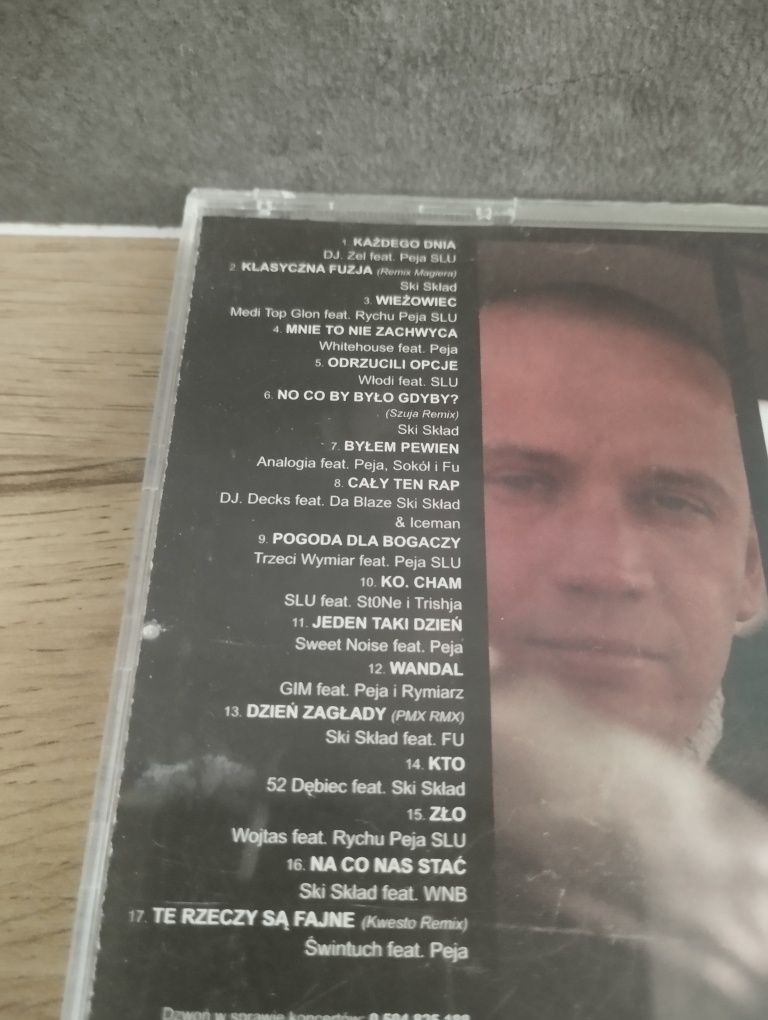 1. KAŻDEGO DNIA
DJ. Zel feat. Peja SLU
2. KLASYCZNA FUZJA (Remix Magiera)
Ski Skład
3. WIEŻOWIEC
Medi Top Glon feat. Rychu Peja SLU
4. MNIE TO NIE ZACHWYCA
Whitehouse feat. Peja
5. ODRZUCILI OPCJE
Włodi feat. SLU
6. NO CO BY BYŁO GDYBY?
(Szuja Remix)
Ski Skład
7. BYŁEM PEWIEN
Analogia feat. Peja, Sokół i Fu
8. CAŁY TEN RAP
DJ. Decks feat. Da Blaze Ski Skład
& Iceman
9. POGODA DLA BOGACZY
Trzeci Wymiar feat. Peja SLU
10. KO. CHAM
SLU feat. St0Ne i Trishja
11. JEDEN TAKI DZIEŃ
Sweet Noise feat. Peja
12. WANDAL
GIM feat. Peja i Rymiarz
13. DZIEŃ ZAGŁADY (PMX RMX)
Ski Skład feat. FU
14. KTO
52 Dębiec feat. Ski Skład
15. ZŁO
Wojtas feat. Rychu Peja SLU
16. NA CO NAS STAĆ
Ski Skład feat. WNB
17. TE RZECZY SĄ FAJNE (Kwesto Remix)
Świntuch feat. Peja
Dzwoń w sprawie koncertów: